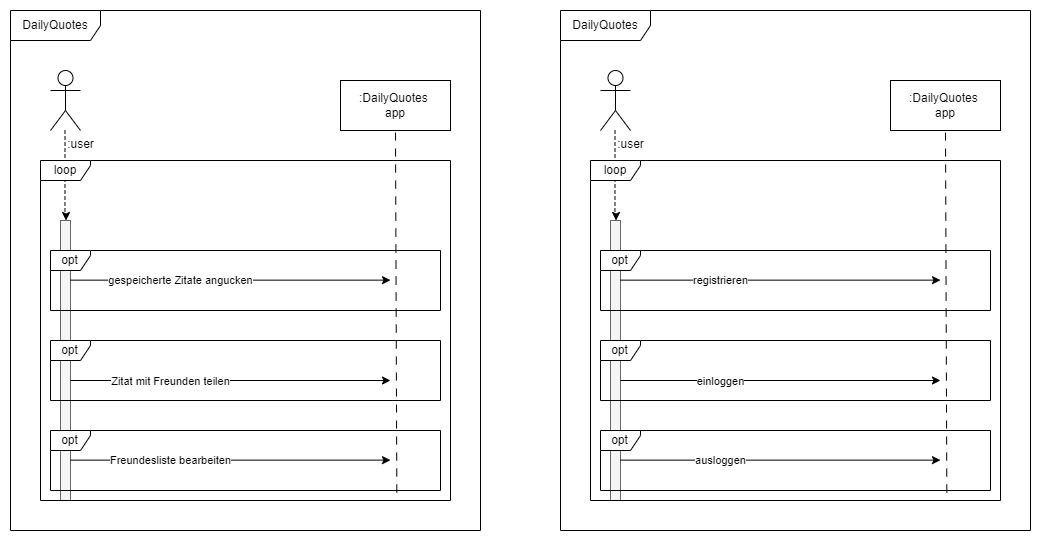 DailyQuotes
:DailyQuotes
app
:user
loop
opt
gespeicherte Zitate angucken
opt
Zitat mit Freunden teilen
opt
Freundesliste bearbeiten
DailyQuotes
:DailyQuotes
app
:user
loop
opt
registrieren
opt
einloggen
opt
ausloggen